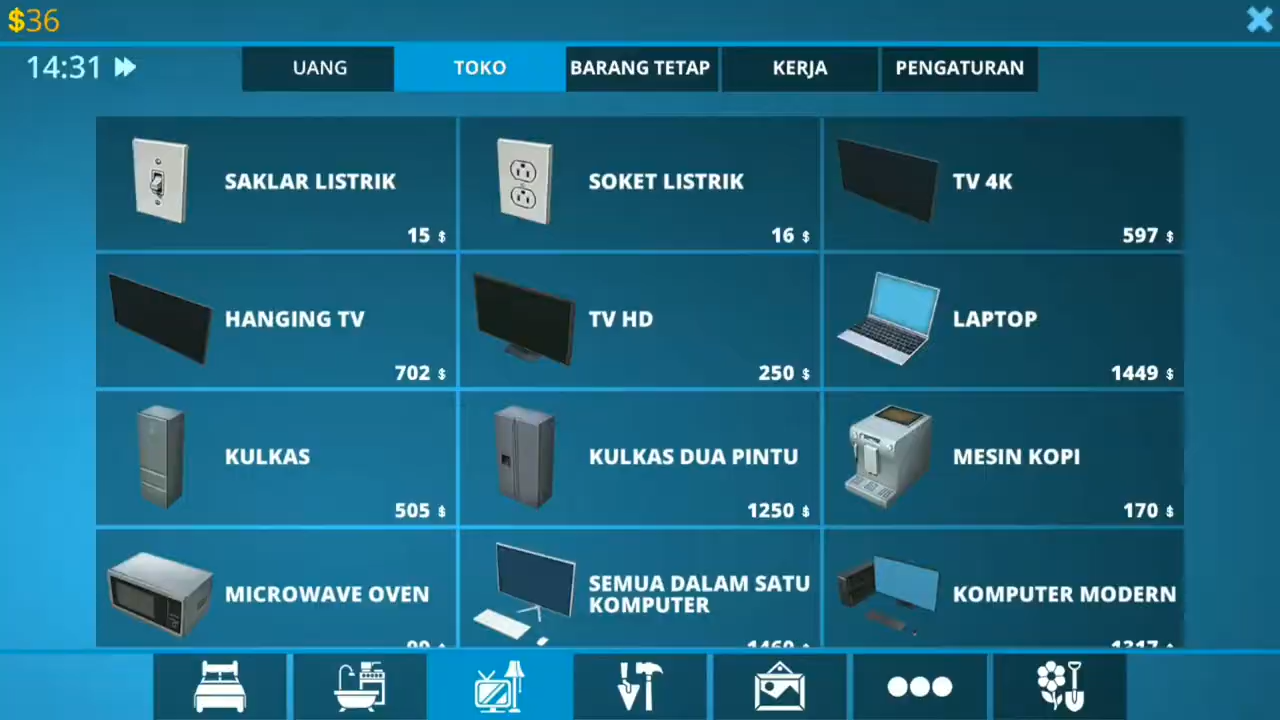 $36
14:31
UANG
TOKO
BARANG TETAP
KERJA
PENGATURAN
SAKLAR LISTRIK
15 $
SOKET LISTRIK
16 $
TV 4K
597 $
HANGING TV
702 $
TV HD
250 $
LAPTOP
1449 $
KULKAS
505 $
KULKAS DUA PINTU
1250 $
MESIN KOPI
170 $
MICROWAVE OVEN
SEMUA DALAM SATU
KOMPUTER
KOMPUTER MODERN